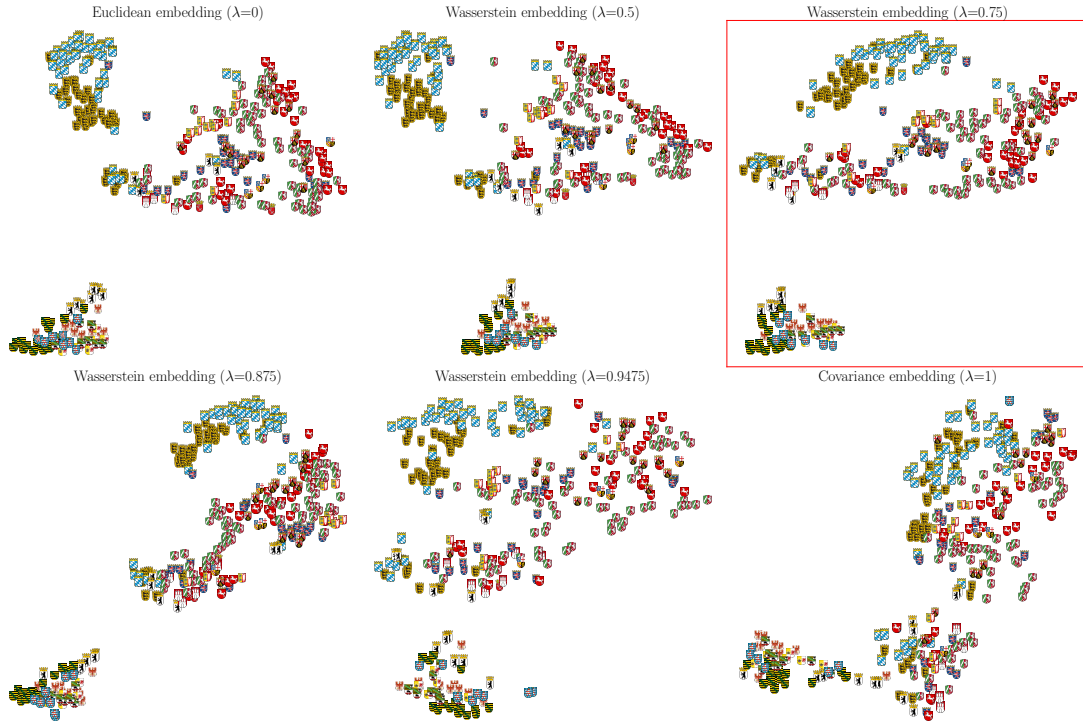 Euclidean embedding (λ=0)
Wasserstein embedding (λ=0.5)
Wasserstein embedding (λ=0.75)
Wasserstein embedding (λ=0.875)
Wasserstein embedding (λ=0.9475)
Covariance embedding (λ=1)